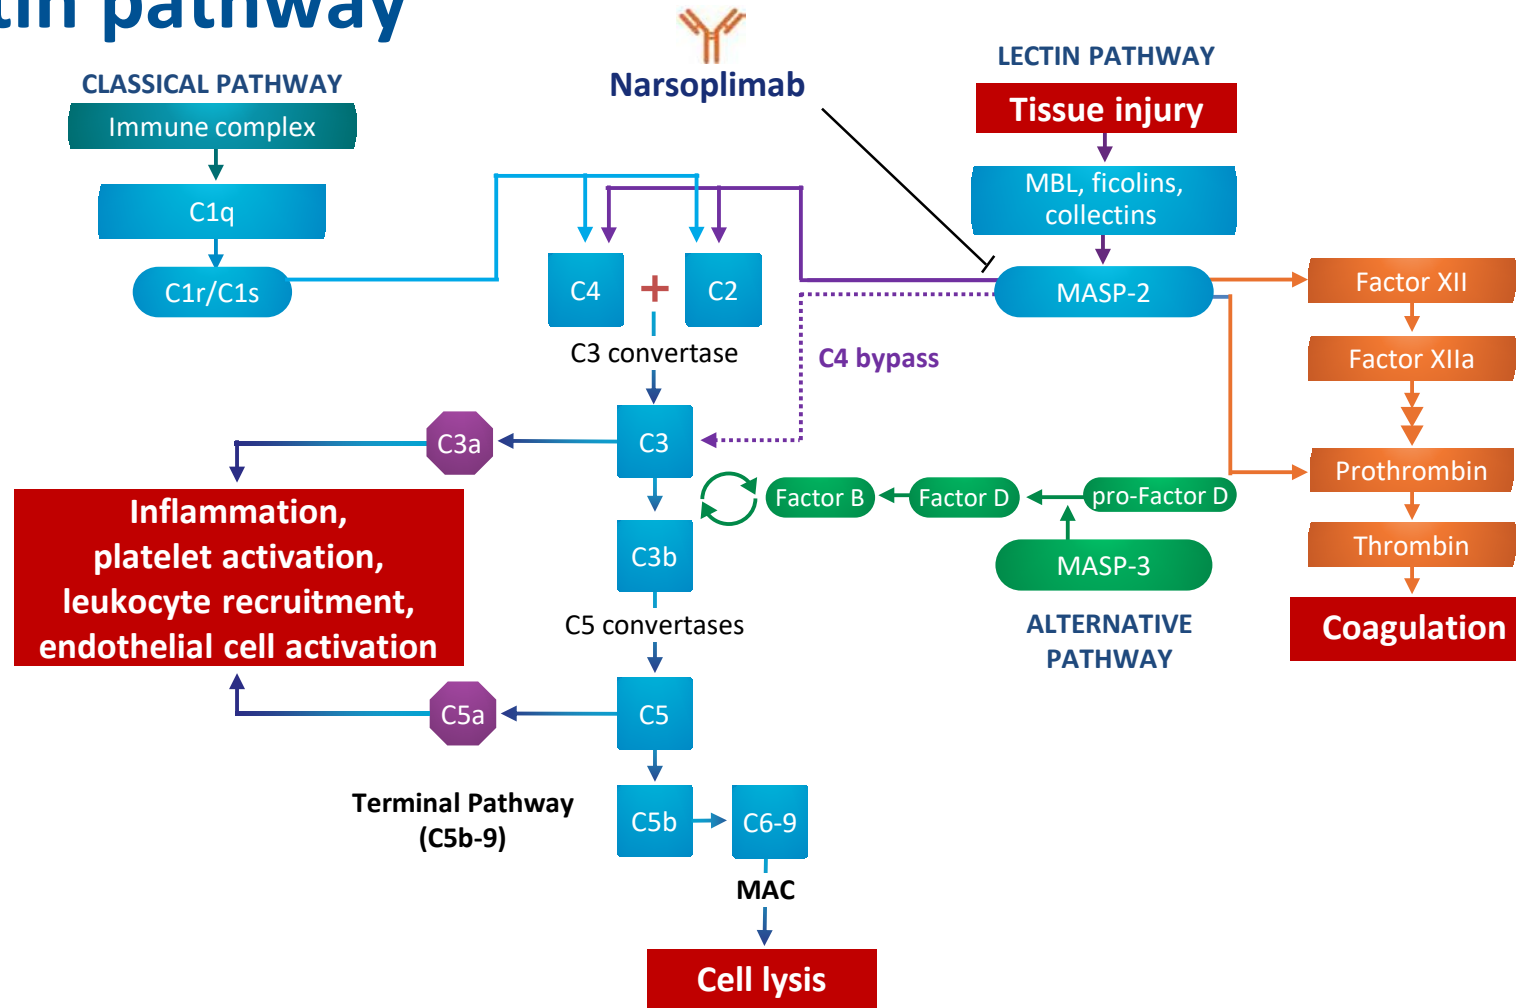 tin pathway
CLASSICAL PATHWAY
Immune complex
C1q
C1r/C1s
Narsoplimab
LECTIN PATHWAY
Tissue injury
MBL, ficolins,
collectins
MASP-2
C4
+
C2
C3 convertase
C4 bypass
Factor XII
Factor XIIa
Prothrombin
Thrombin
Coagulation
C3a
C3
Factor B
Factor D
pro-Factor D
MASP-3
ALTERNATIVE
PATHWAY
C3b
Inflammation,
platelet activation,
leukocyte recruitment,
endothelial cell activation
C5 convertases
C5a
C5
Terminal Pathway
(C5b-9)
C5b
C6-9
MAC
Cell lysis